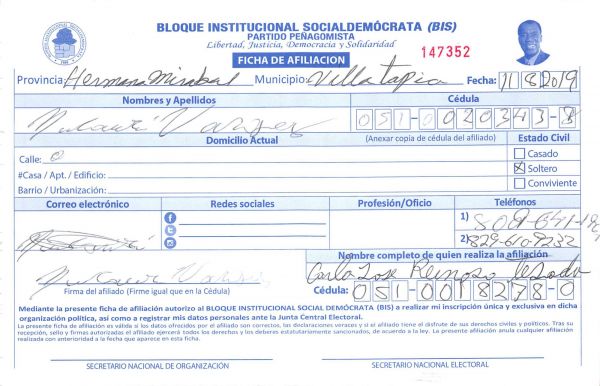 BLOQUE INSTITUCIONAL SOCIALDEMÓCRATA (BIS)
PARTIDO PEÑAGOMISTA
Libertad, Justicia, Democracia y Solidaridad
FICHA DE AFILIACION
147352
Provincia: Hermana Mirabal Municipio: Villa Tapia Fecha: 11/8/2019
Nombres y Apellidos
Cédula
051-0020343-8
Domicilio Actual
(Anexar copia de cédula del afiliado)
Estado Civil
Calle:
Casado
#Casa / Apt. / Edificio:
X Soltero
Barrio / Urbanización:
Conviviente
Correo electrónico
Redes sociales
Profesión/Oficio
Teléfonos
1)
2) 829-610-9232
Nombre completo de quien realiza la afiliación
Carlos Jose Reinoso
Firma del afiliado (Firme igual que en la Cédula)
Cédula: 051-0018278-0
Mediante la presente ficha de afiliación autorizo al BLOQUE INSTITUCIONAL SOCIAL DEMÓCRATA (BIS) a realizar mi inscripción única y exclusiva en dicha
organización política, así como a registrar mis datos personales ante la Junta Central Electoral.
La presente ficha de afiliación es válida si los datos ofrecidos por el afiliado son correctos, las declaraciones veraces y si el afiliado tiene el disfrute de sus derechos civiles y políticos. Tras su
recepción, sello y firmas autorizadas el afiliado ejercerá todos los derechos y los deberes estatutariamente sancionados, de acuerdo a la ley. La presente afiliación anula cualquier afiliación
realizada con anterioridad a la fecha que aparece en esta ficha.
SECRETARIO NACIONAL DE ORGANIZACIÓN
SECRETARIO NACIONAL ELECTORAL